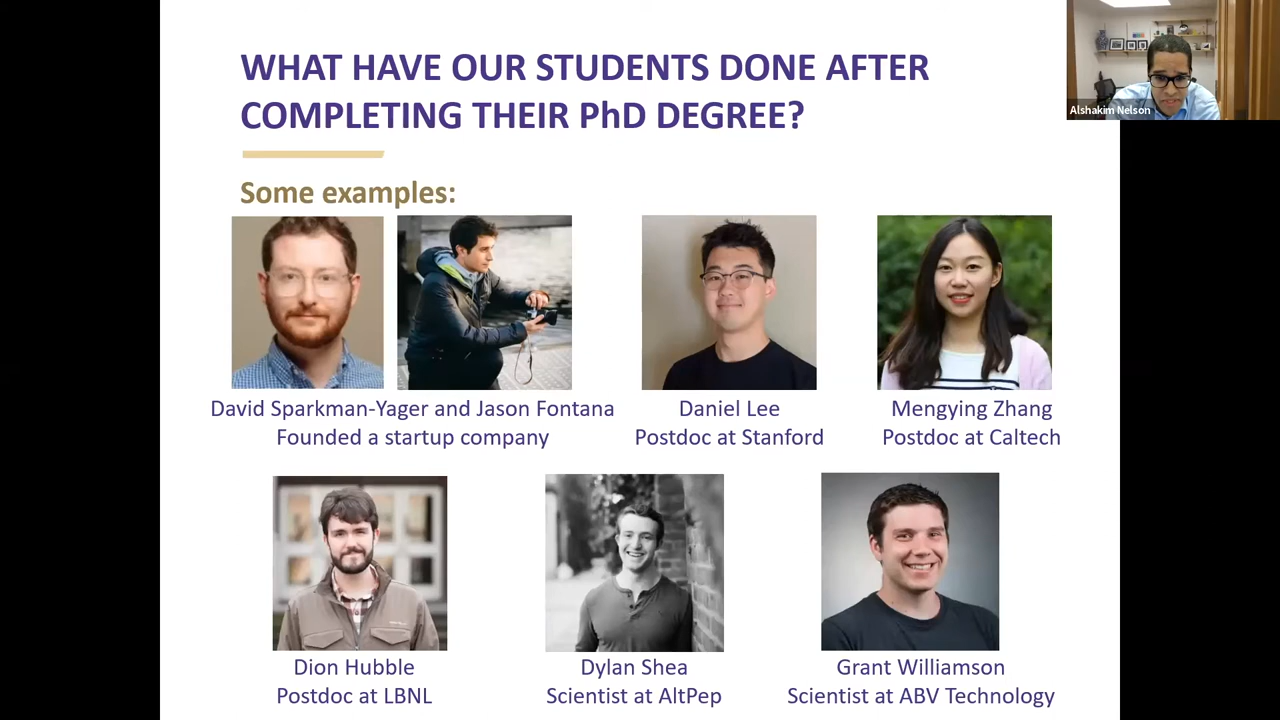 WHAT HAVE OUR STUDENTS DONE AFTER
COMPLETING THEIR PhD DEGREE?
Alshakim Nelson
Some examples:
David Sparkman-Yager and Jason Fontana
Founded a startup company
Daniel Lee
Postdoc at Stanford
Mengying Zhang
Postdoc at Caltech
Dion Hubble
Postdoc at LBNL
Dylan Shea
Scientist at AltPep
Grant Williamson
Scientist at ABV Technology